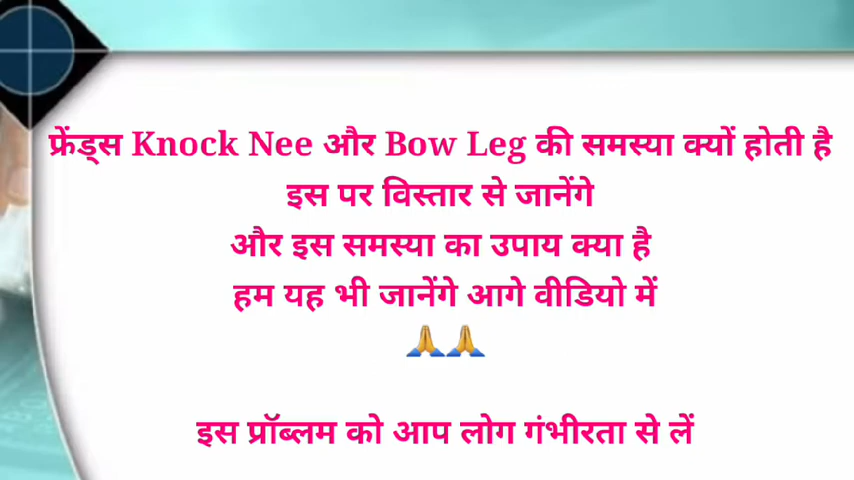 फ्रेंड्स Knock Nee और Bow Leg की समस्या क्यों होती है
इस पर विस्तार से जानेंगे
और इस समस्या का उपाय क्या है
हम यह भी जानेंगे आगे वीडियो में
🙏🙏
इस प्रॉब्लम को आप लोग गंभीरता से लें